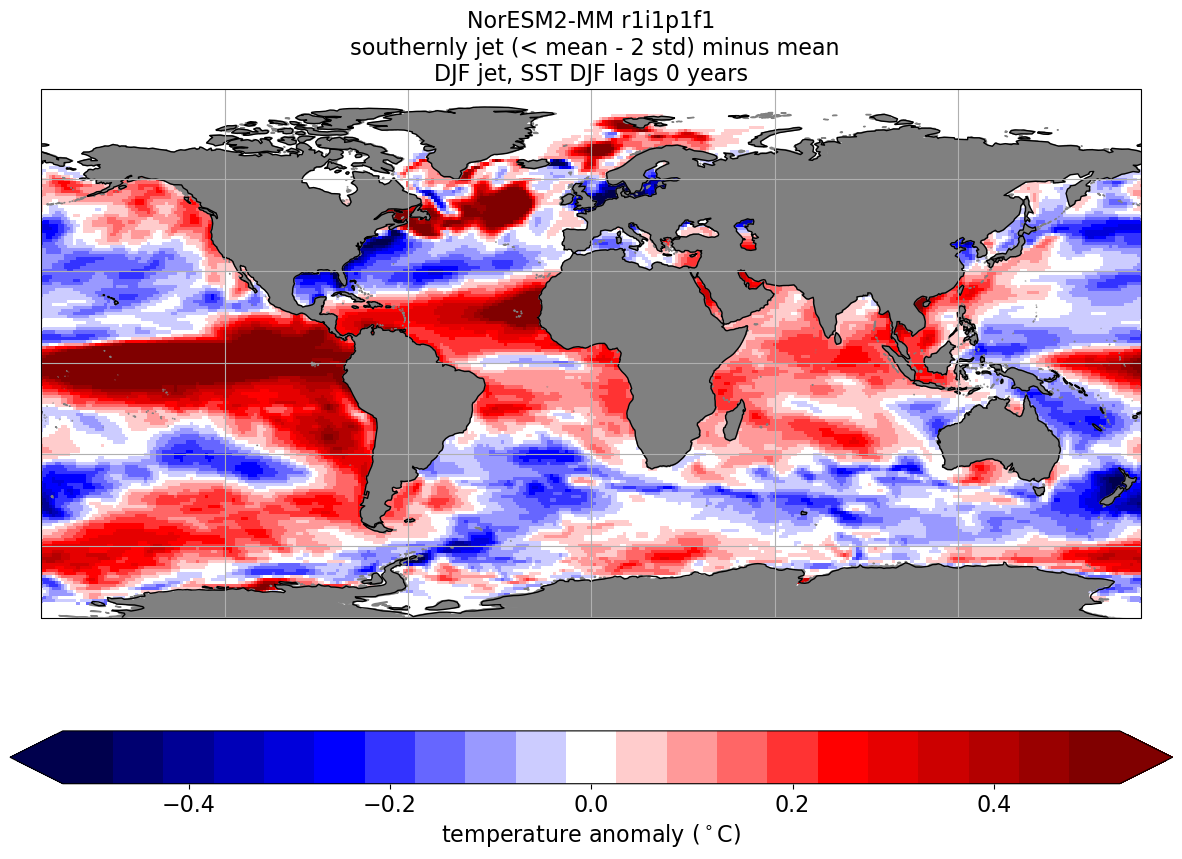 NorESM2-MM r1i1p1f1
southernly jet (< mean - 2 std) minus mean
DJF jet, SST DJF lags 0 years
−0.4 −0.2 0.0 0.2 0.4
temperature anomaly (°C)